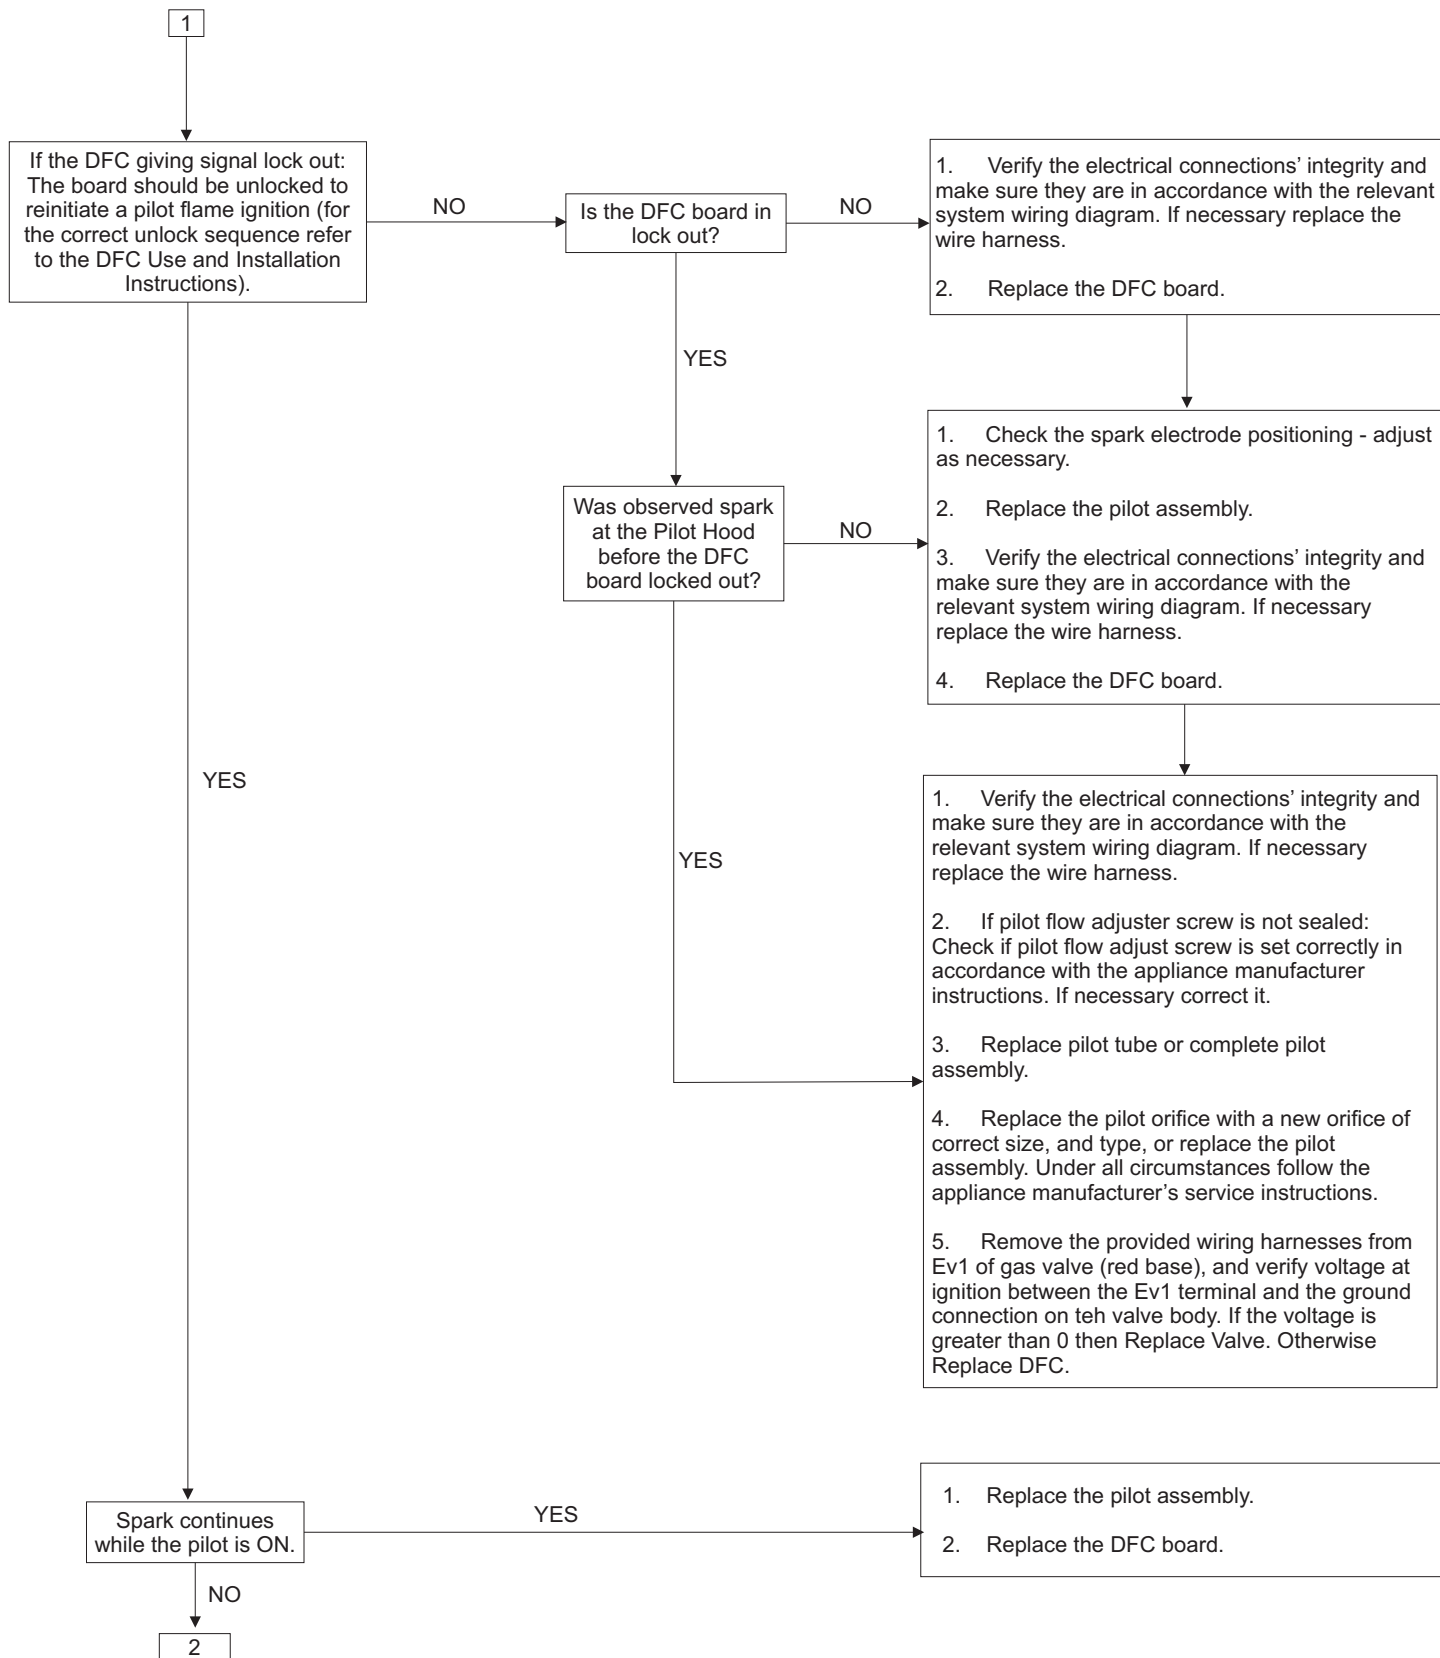 1
If the DFC giving signal lock out:
The board should be unlocked to
reinitiate a pilot flame ignition (for
the correct unlock sequence refer
to the DFC Use and Installation
Instructions).
NO
Is the DFC board in
lock out?
NO
1. Verify the electrical connections’ integrity and
make sure they are in accordance with the relevant
system wiring diagram. If necessary replace the
wire harness.
2. Replace the DFC board.
YES
Was observed spark
at the Pilot Hood
before the DFC
board locked out?
NO
1. Check the spark electrode positioning - adjust
as necessary.
2. Replace the pilot assembly.
3. Verify the electrical connections’ integrity and
make sure they are in accordance with the
relevant system wiring diagram. If necessary
replace the wire harness.
4. Replace the DFC board.
YES
YES
1. Verify the electrical connections’ integrity and
make sure they are in accordance with the
relevant system wiring diagram. If necessary
replace the wire harness.
2. If pilot flow adjuster screw is not sealed:
Check if pilot flow adjust screw is set correctly in
accordance with the appliance manufacturer
instructions. If necessary correct it.
3. Replace pilot tube or complete pilot
assembly.
4. Replace the pilot orifice with a new orifice of
correct size, and type, or replace the pilot
assembly. Under all circumstances follow the
appliance manufacturer’s service instructions.
5. Remove the provided wiring harnesses from
Ev1 of gas valve (red base), and verify voltage at
ignition between the Ev1 terminal and the ground
connection on teh valve body. If the voltage is
greater than 0 then Replace Valve. Otherwise
Replace DFC.
Spark continues
while the pilot is ON.
YES
1. Replace the pilot assembly.
2. Replace the DFC board.
NO
2